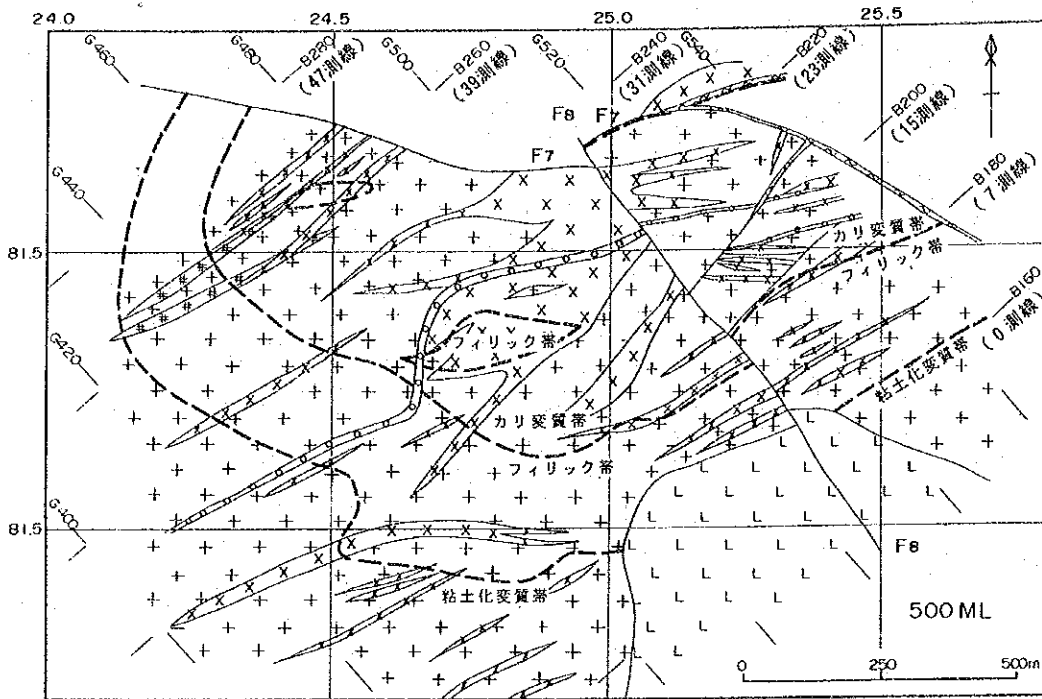 24.0
24.5
25.0
25.5
G460
G480
B280
(47測線)
G500
B260
(39測線)
G520
B240
(31測線)
G540
B220
(23測線)
B200
(15測線)
B180
(7測線)
B160
(0測線)
F8
F7
F7
G440
81.5
カリ変質帯
フィリック帯
フィリック帯
粘土化変質帯
G420
カリ変質帯
フィリック帯
G400
81.5
F8
粘土化変質帯
500ML
0
250
500m